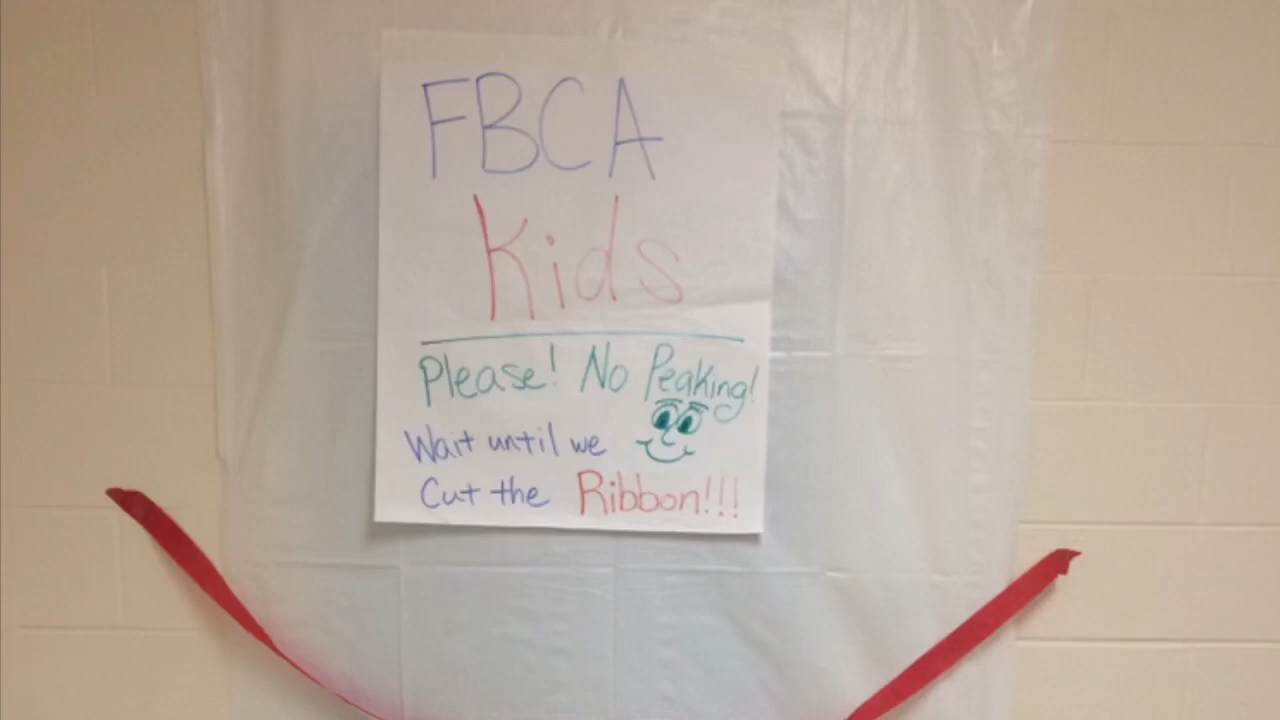 FBCA
Kids
Please! No Peaking!
Wait until we
Cut the Ribbon!!!